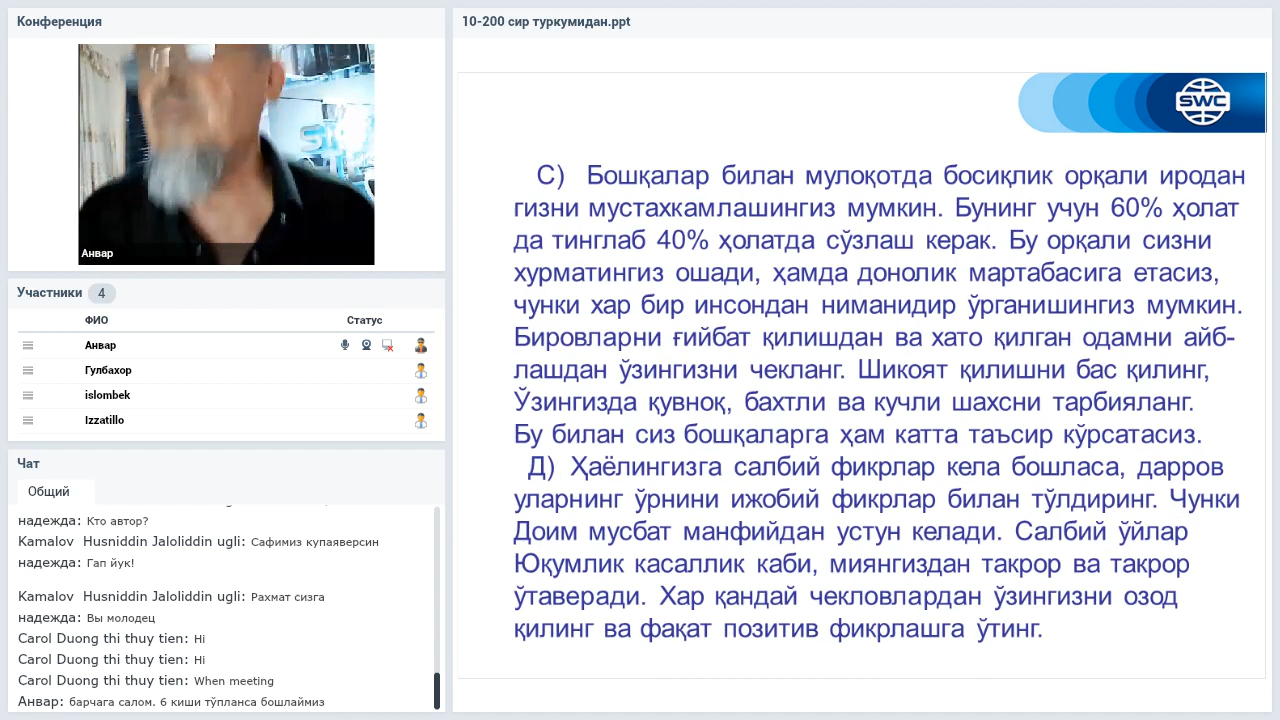 Конференция
Анвар
Участники 4
ФИО Статус
Анвар
Гулбахор
islombek
Izzatillo
Чат
Общий
надежда: Кто автор?
Kamalov Husniddin Jaloliddin ugli: Сафимиз купаяверсин
надежда: Гап йук!
Kamalov Husniddin Jaloliddin ugli: Рахмат сизга
надежда: Вы молодец
Carol Duong thi thuy tien: Hi
Carol Duong thi thuy tien: Hi
Carol Duong thi thuy tien: When meeting
Анвар: барчага салом. 6 киши тўпланса бошлаймиз
10-200 сир туркумидан.ppt
SWC
С) Бошқалар билан мулоқотда босиқлик орқали иродан
гизни мустахкамлашингиз мумкин. Бунинг учун 60% ҳолат
да тинглаб 40% ҳолатда сўзлаш керак. Бу орқали сизни
хурматингиз ошади, ҳамда донолик мартабасига етасиз,
чунки хар бир инсондан ниманидир ўрганишингиз мумкин.
Бировларни ғийбат қилишдан ва хато қилган одамни айб-
лашдан ўзингизни чекланг. Шикоят қилишни бас қилинг,
Ўзингизда қувноқ, бахтли ва кучли шахсни тарбияланг.
Бу билан сиз бошқаларга ҳам катта таъсир кўрсатасиз.
Д) Ҳаёлингизга салбий фикрлар кела бошласа, дарров
уларнинг ўрнини ижобий фикрлар билан тўлдиринг. Чунки
Доим мусбат манфийдан устун келади. Салбий ўйлар
Юқумлик касаллик каби, миянгиздан такрор ва такрор
ўтаверади. Хар қандай чекловлардан ўзингизни озод
қилинг ва фақат позитив фикрлашга ўтинг.